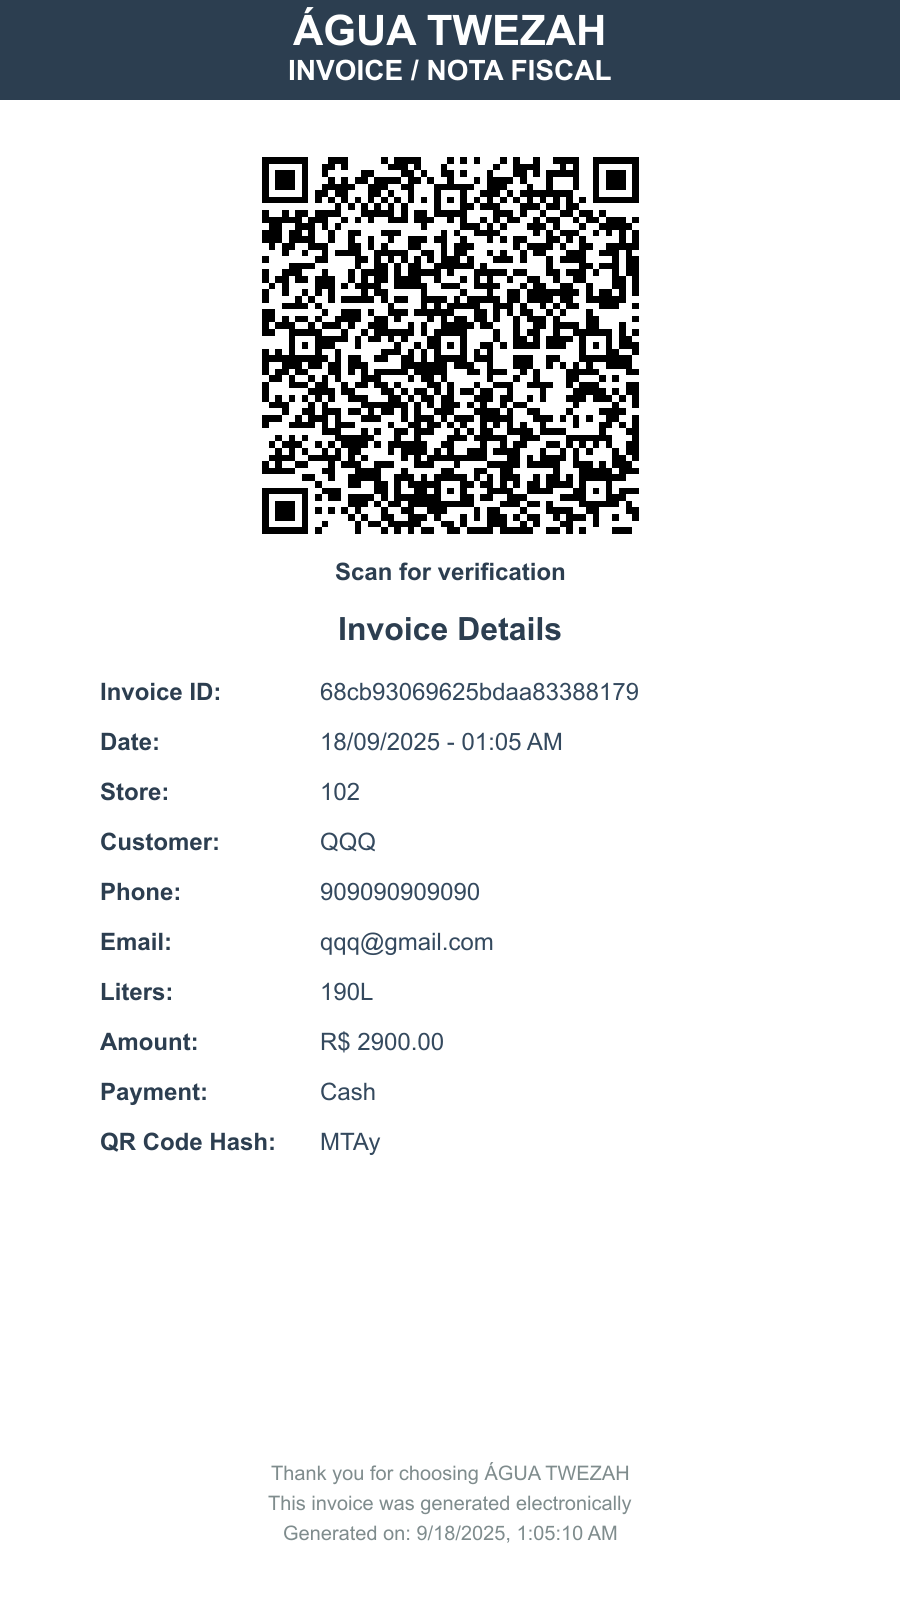 ÁGUA TWEZAH
INVOICE / NOTA FISCAL
Scan for verification
Invoice Details
Invoice ID: 68cb93069625bdaa83388179
Date: 18/09/2025 - 01:05 AM
Store: 102
Customer: QQQ
Phone: 909090909090
Email: qqq@gmail.com
Liters: 190L
Amount: R$ 2900.00
Payment: Cash
QR Code Hash: MTAy
Thank you for choosing ÁGUA TWEZAH
This invoice was generated electronically
Generated on: 9/18/2025, 1:05:10 AM